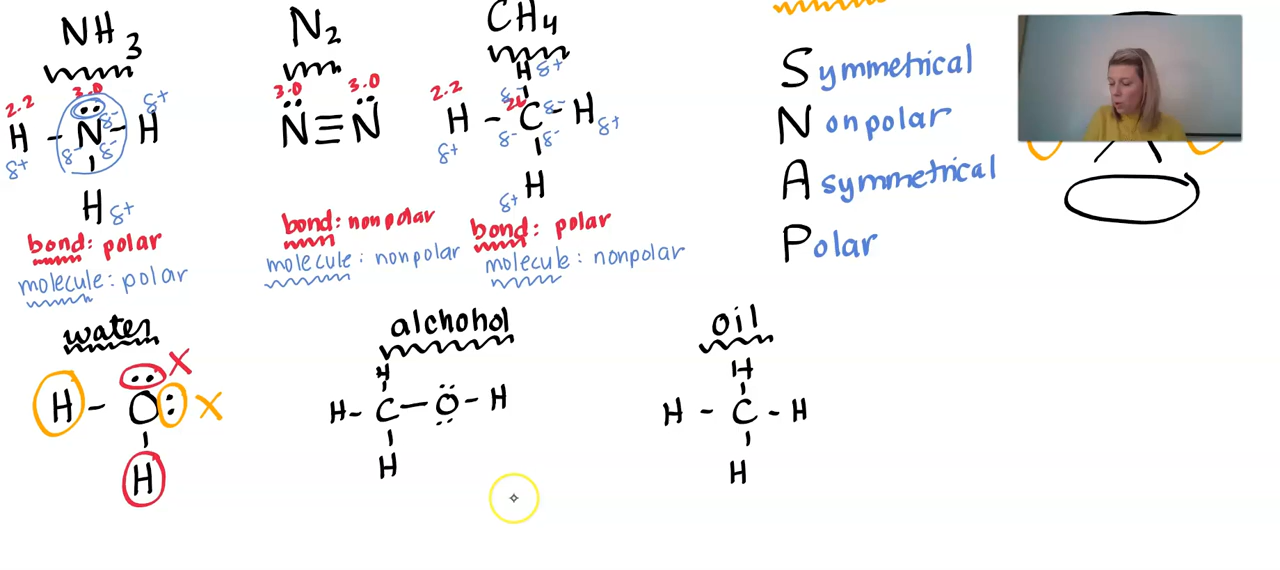 NH3
3.0
2.2
δ+
H - N - H
δ+
δ-
δ-
δ-
H δ+
bond: polar
molecule: polar
N2
3.0
3.0
N≡N
bond: nonpolar
molecule: nonpolar
CH4
H δ+
2.2
δ-
H - C - H
δ+
δ-
δ-
δ-
δ+
H
δ+
bond: polar
molecule: nonpolar
Symmetrical
Nonpolar
Asymmetrical
Polar
water
X
H - O : X
H
alchohol
H
H - C - O - H
H
oil
H
H - C - H
H